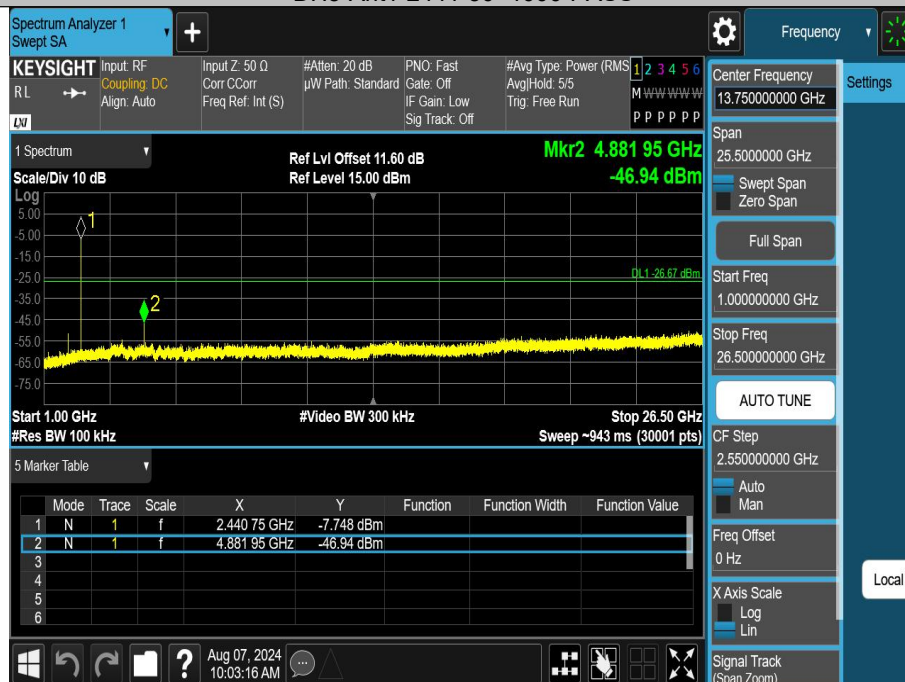 Spectrum Analyzer 1
Swept SA
Frequency
KEYSIGHT
RL
LXI
Input: RF
Coupling: DC
Align: Auto
Input Z: 50 Ω
Corr CCorr
Freq Ref: Int (S)
#Atten: 20 dB
µW Path: Standard
PNO: Fast
Gate: Off
IF Gain: Low
Sig Track: Off
#Avg Type: Power (RMS
Avg|Hold: 5/5
Trig: Free Run
1 2 3 4 5 6
M W W W W W
P P P P P P
1 Spectrum
Scale/Div 10 dB
Ref Lvl Offset 11.60 dB
Ref Level 15.00 dBm
Mkr2 4.881 95 GHz
-46.94 dBm
Log
5.00
-5.00
-15.0
-25.0
-35.0
-45.0
-55.0
-65.0
-75.0
1
2
DL1 -26.67 dBm
Start 1.00 GHz
#Video BW 300 kHz
Stop 26.50 GHz
#Res BW 100 kHz
Sweep ~943 ms (30001 pts)
5 Marker Table
Mode Trace Scale X Y Function Function Width Function Value
1 N 1 f 2.440 75 GHz -7.748 dBm
2 N 1 f 4.881 95 GHz -46.94 dBm
3
4
5
6
Aug 07, 2024
10:03:16 AM
Center Frequency
13.750000000 GHz
Settings
Span
25.5000000 GHz
Swept Span
Zero Span
Full Span
Start Freq
1.000000000 GHz
Stop Freq
26.500000000 GHz
AUTO TUNE
CF Step
2.550000000 GHz
Auto
Man
Freq Offset
0 Hz
X Axis Scale
Log
Lin
Local
Signal Track
(Span Zoom)